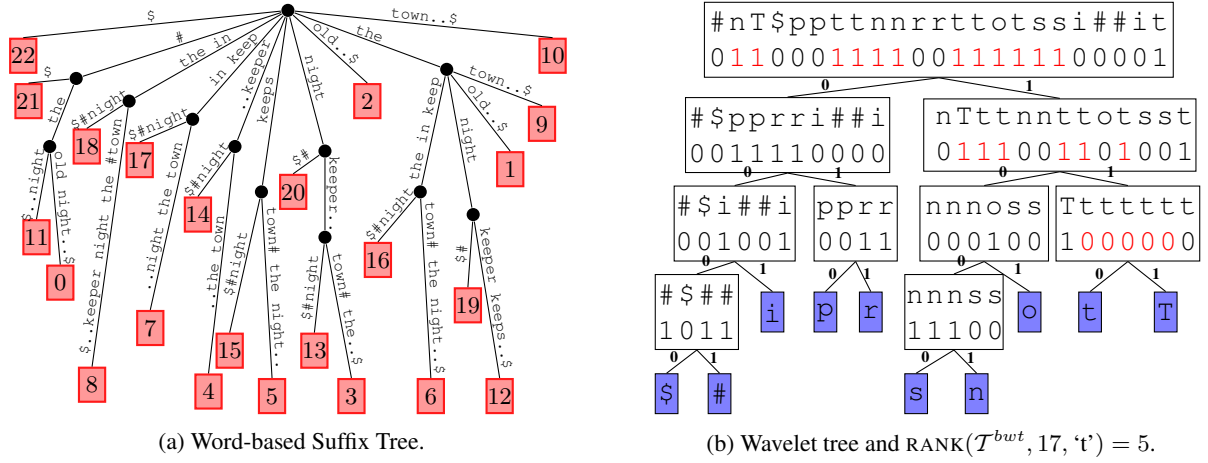 $
#
the in
in keep
..keeper
keeps
night
old..$
the
town..$
22
21
$
the
$#night
18
$#night
17
$#night
14
2
#$
20
keeper...
the in keep
night
old..$
town..$
10
9
1
$..night
old night..$
11
0
$..keeper night the #town
8
..night the town
7
..the town
4
$#night
15
town# the night..
5
$#night
13
town# the..$
3
$#night
16
town# the night..$
6
$#
19
keeper keeps..$
12
(a) Word-based Suffix Tree.
#nT$ppttnnrrttotssi##it
01100011110011111100001
0 1
#$pprri##i
0011110000
nTttnnttotsst
0111001101001
0 1
0 1
#$i##i
001001
pprr
0011
nnnoss
000100
Ttttttt
1000000
0 1
0 1
0 1
0 1
#$##
1011
i
p
r
nnnss
11100
o
t
T
0 1
0 1
$
#
s
n
(b) Wavelet tree and RANK(𝒯^bwt, 17, ‘t’) = 5.